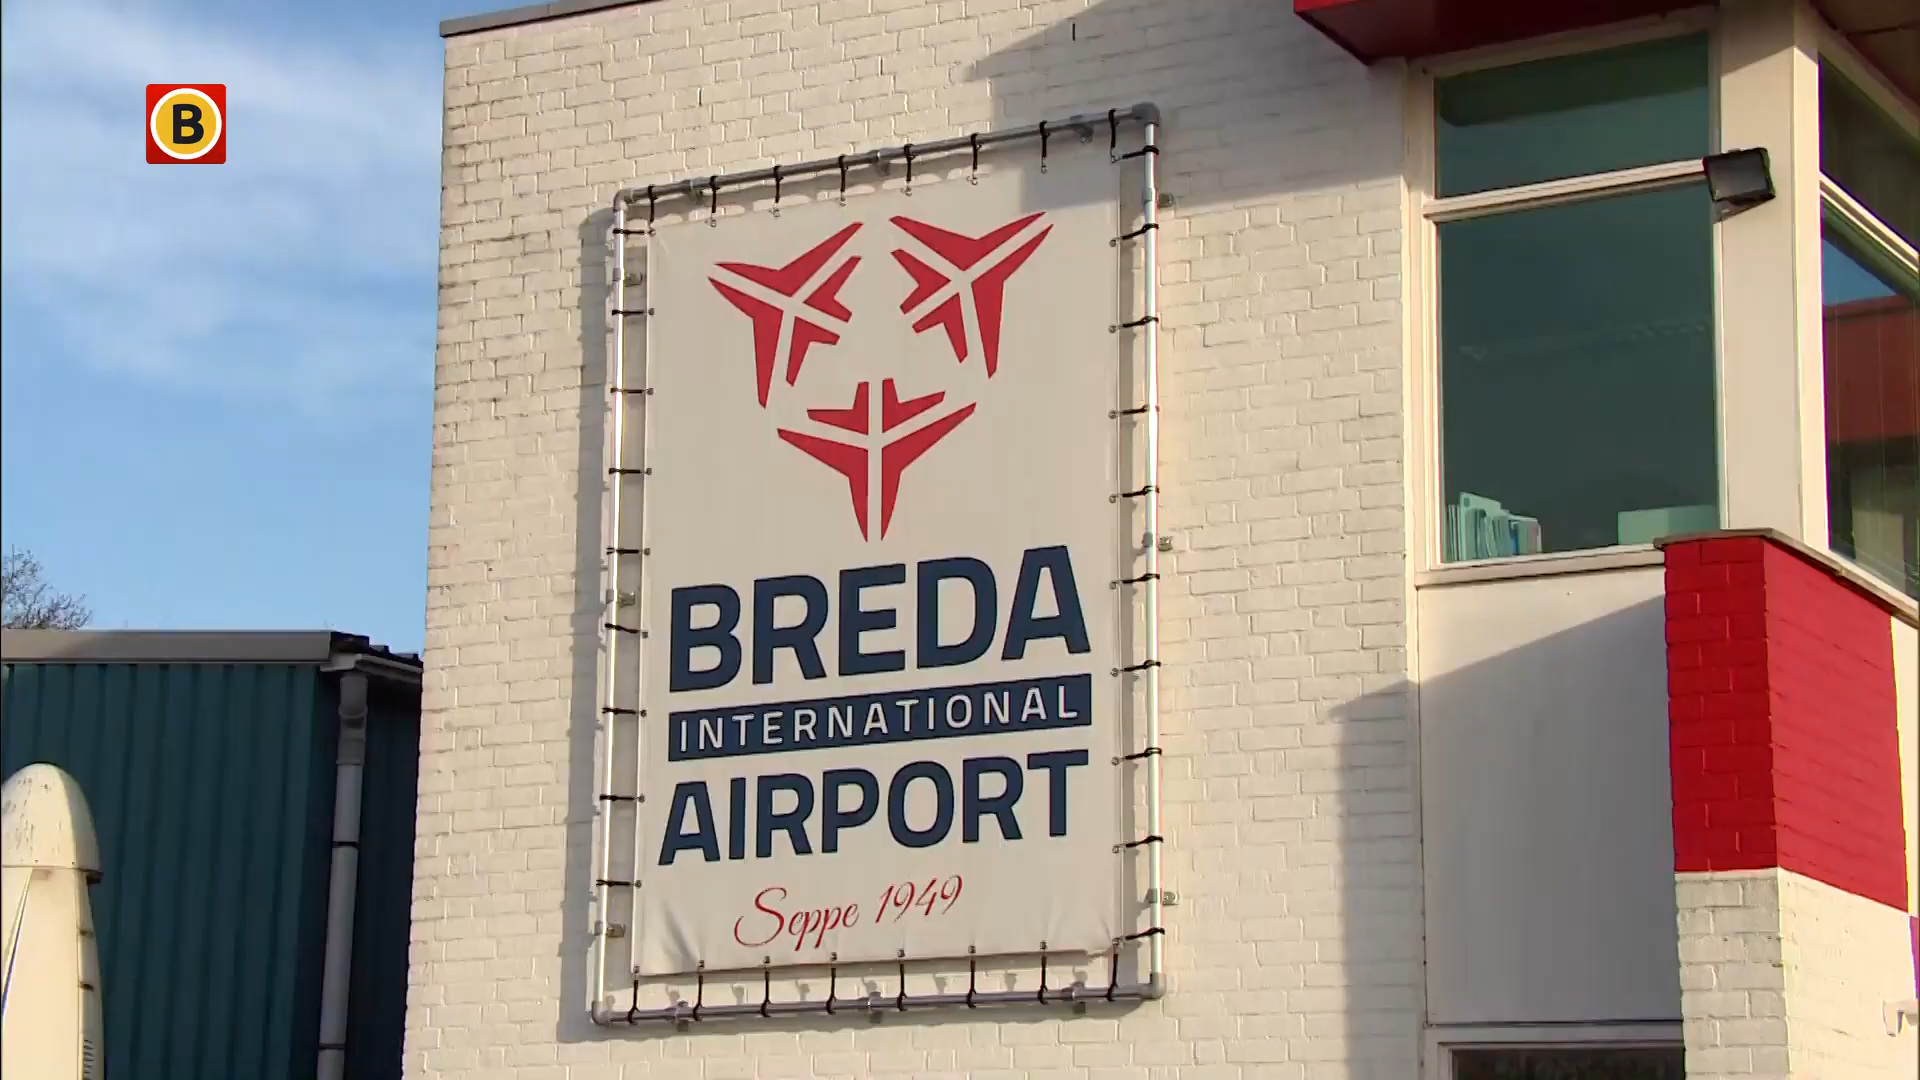 B
BREDA
INTERNATIONAL
AIRPORT
Seppe 1949